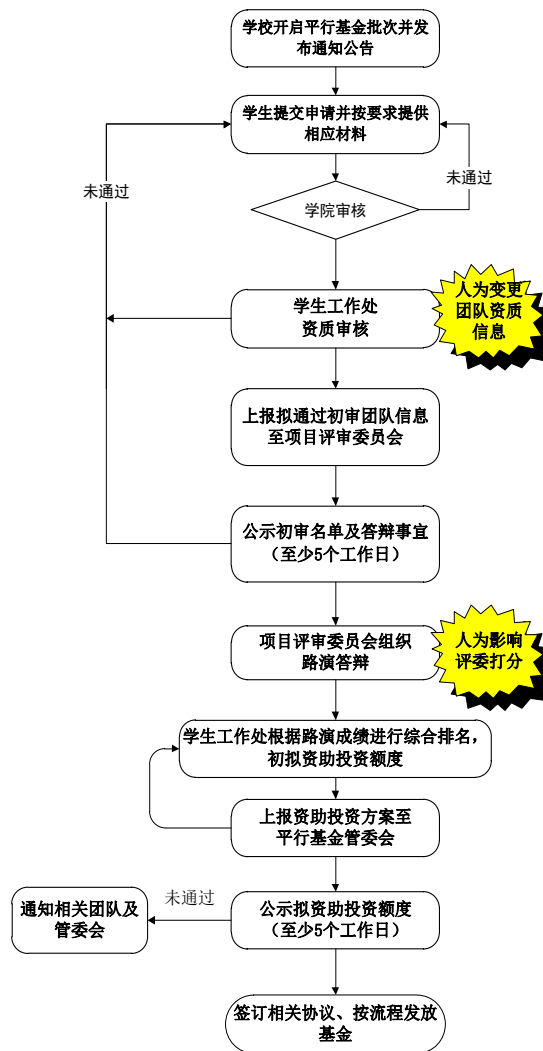 学校开启平行基金批次并发
布通知公告
学生提交申请并按要求提供
相应材料
未通过
未通过
学院审核
学生工作处
资质审核
人为变更
团队资质
信息
上报拟通过初审团队信息
至项目评审委员会
公示初审名单及答辩事宜
（至少5个工作日）
项目评审委员会组织
路演答辩
人为影响
评委打分
学生工作处根据路演成绩进行综合排名，
初拟资助投资额度
上报资助投资方案至
平行基金管委会
通知相关团队及
管委会
未通过
公示拟资助投资额度
（至少5个工作日）
签订相关协议、按流程发放
基金